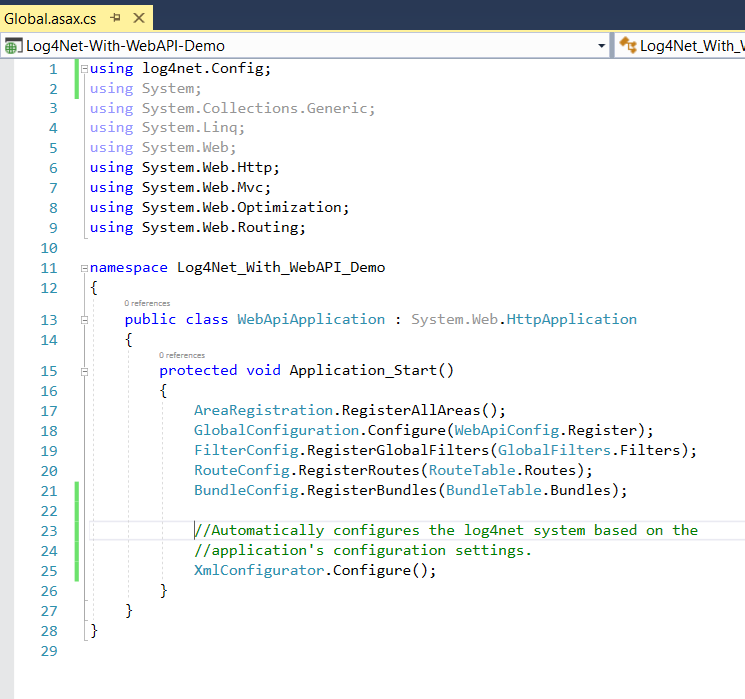 Global.asax.cs
Log4Net-With-WebAPI-Demo
Log4Net_With_W
1 using log4net.Config;
2 using System;
3 using System.Collections.Generic;
4 using System.Linq;
5 using System.Web;
6 using System.Web.Http;
7 using System.Web.Mvc;
8 using System.Web.Optimization;
9 using System.Web.Routing;
10
11 namespace Log4Net_With_WebAPI_Demo
12 {
0 references
13 public class WebApiApplication : System.Web.HttpApplication
14 {
0 references
15 protected void Application_Start()
16 {
17 AreaRegistration.RegisterAllAreas();
18 GlobalConfiguration.Configure(WebApiConfig.Register);
19 FilterConfig.RegisterGlobalFilters(GlobalFilters.Filters);
20 RouteConfig.RegisterRoutes(RouteTable.Routes);
21 BundleConfig.RegisterBundles(BundleTable.Bundles);
22
23 //Automatically configures the log4net system based on the
24 //application's configuration settings.
25 XmlConfigurator.Configure();
26 }
27 }
28 }
29